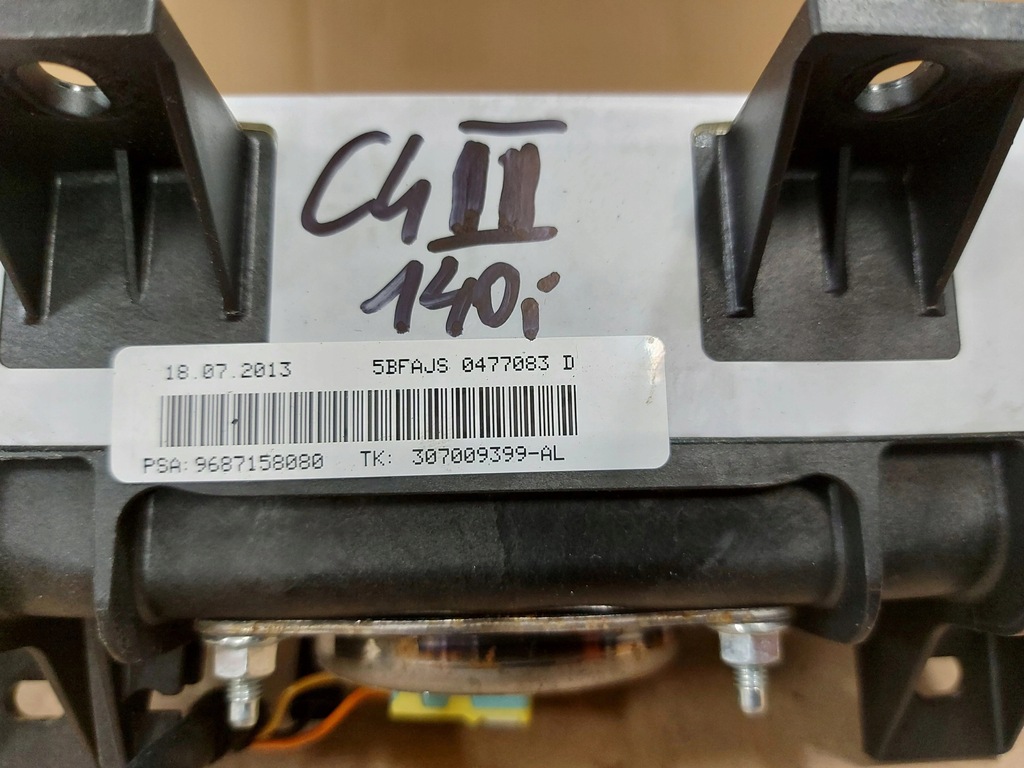 C4 II
140i
18.07.2013 5BFAJS 0477083 D
PSA:9687158080 TK: 307009399-AL